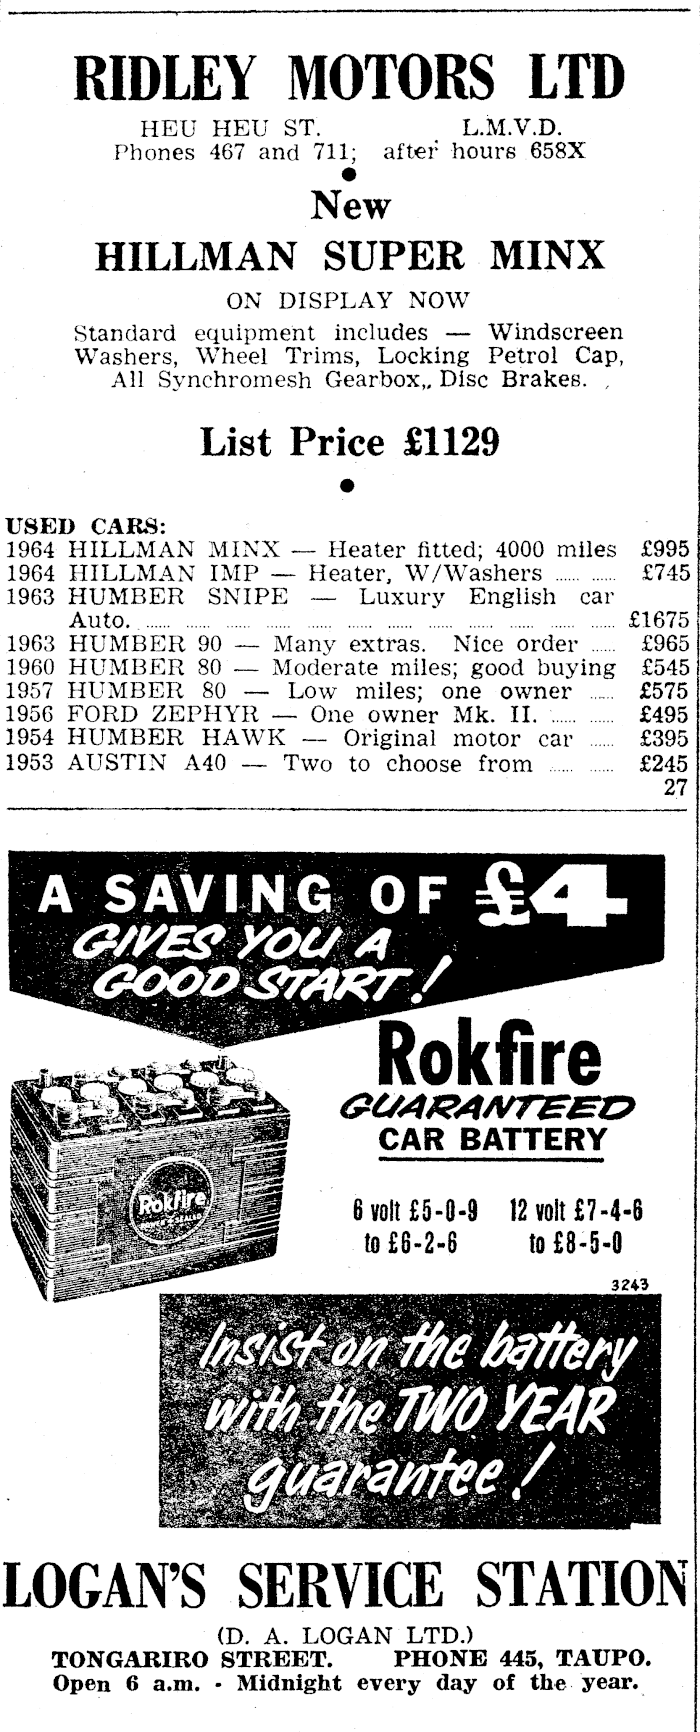 RIDLEY MOTORS LTD
HEU HEU ST. L.M.V.D.
Phones 467 and 711; after hours 658X
New
HILLMAN SUPER MINX
ON DISPLAY NOW
Standard equipment includes — Windscreen
Washers, Wheel Trims, Locking Petrol Cap,
All Synchromesh Gearbox,, Disc Brakes.
List Price £1129
USED CARS:
1964 HILLMAN MINX — Heater fitted; 4000 miles £995
1964 HILLMAN IMP — Heater, W/Washers ...... ...... £745
1963 HUMBER SNIPE — Luxury English car
Auto. ...... ...... ...... ...... ...... ...... ...... ...... ...... ...... ...... ...... £1675
1963 HUMBER 90 — Many extras. Nice order ...... £965
1960 HUMBER 80 — Moderate miles; good buying £545
1957 HUMBER 80 — Low miles; one owner ...... £575
1956 FORD ZEPHYR — One owner Mk. II. ...... ...... £495
1954 HUMBER HAWK — Original motor car ...... £395
1953 AUSTIN A40 — Two to choose from ...... ...... £245
27
A SAVING OF £4
GIVES YOU A
GOOD START!
Rokfire
GUARANTEED
CAR BATTERY
Rokfire
6 volt £5-0-9 12 volt £7-4-6
to £6-2-6 to £8-5-0
3243
Insist on the battery
with the TWO YEAR
guarantee!
LOGAN'S SERVICE STATION
(D. A. LOGAN LTD.)
TONGARIRO STREET. PHONE 445, TAUPO.
Open 6 a.m. - Midnight every day of the year.